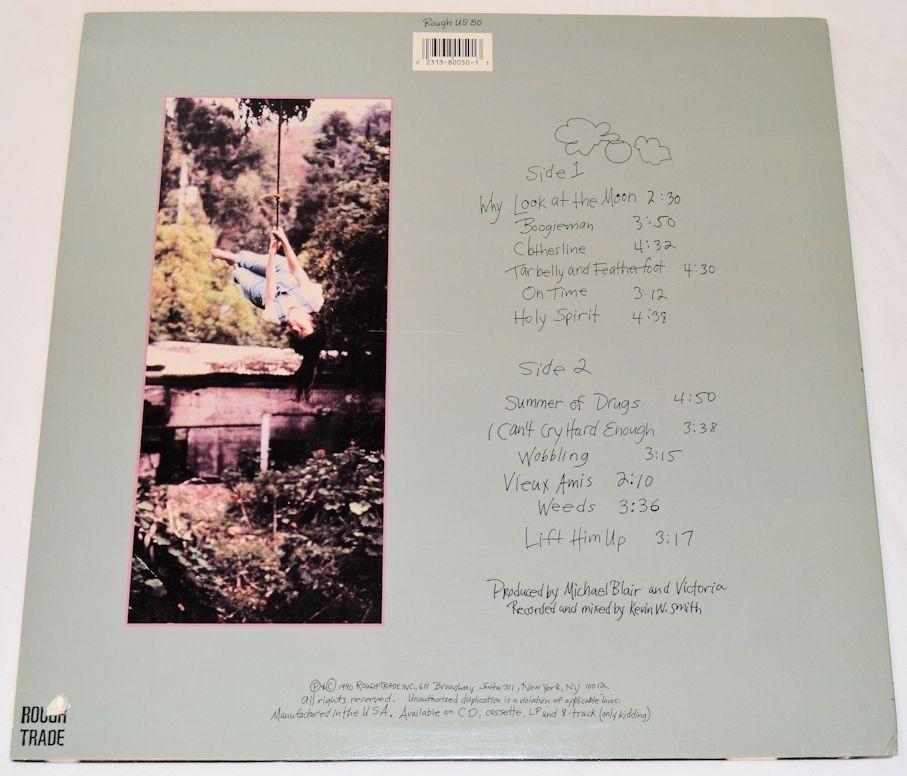 Rough US 80
0 2313-80050-1 3
Side 1
Why Look at the Moon 2:30
Boogieman 3:50
Clothesline 4:32
Tarbelly and Featherfoot 4:30
On Time 3:12
Holy Spirit 4:38
Side 2
Summer of Drugs 4:50
I Can't Cry Hard Enough 3:38
Wobbling 3:15
Vieux Amis 2:10
Weeds 3:36
Lift Him Up 3:17
Produced by Michael Blair and Victoria
Recorded and mixed by Kevin W. Smith
Ⓟ+© 1990 ROUGH TRADE INC., 611 Broadway Suite 311, New York, NY 10012
All rights reserved. Unauthorized duplication is a violation of applicable laws.
Manufactured in the U.S.A. Available on CD, cassette, LP and 8-track (only kidding)
ROUGH
TRADE